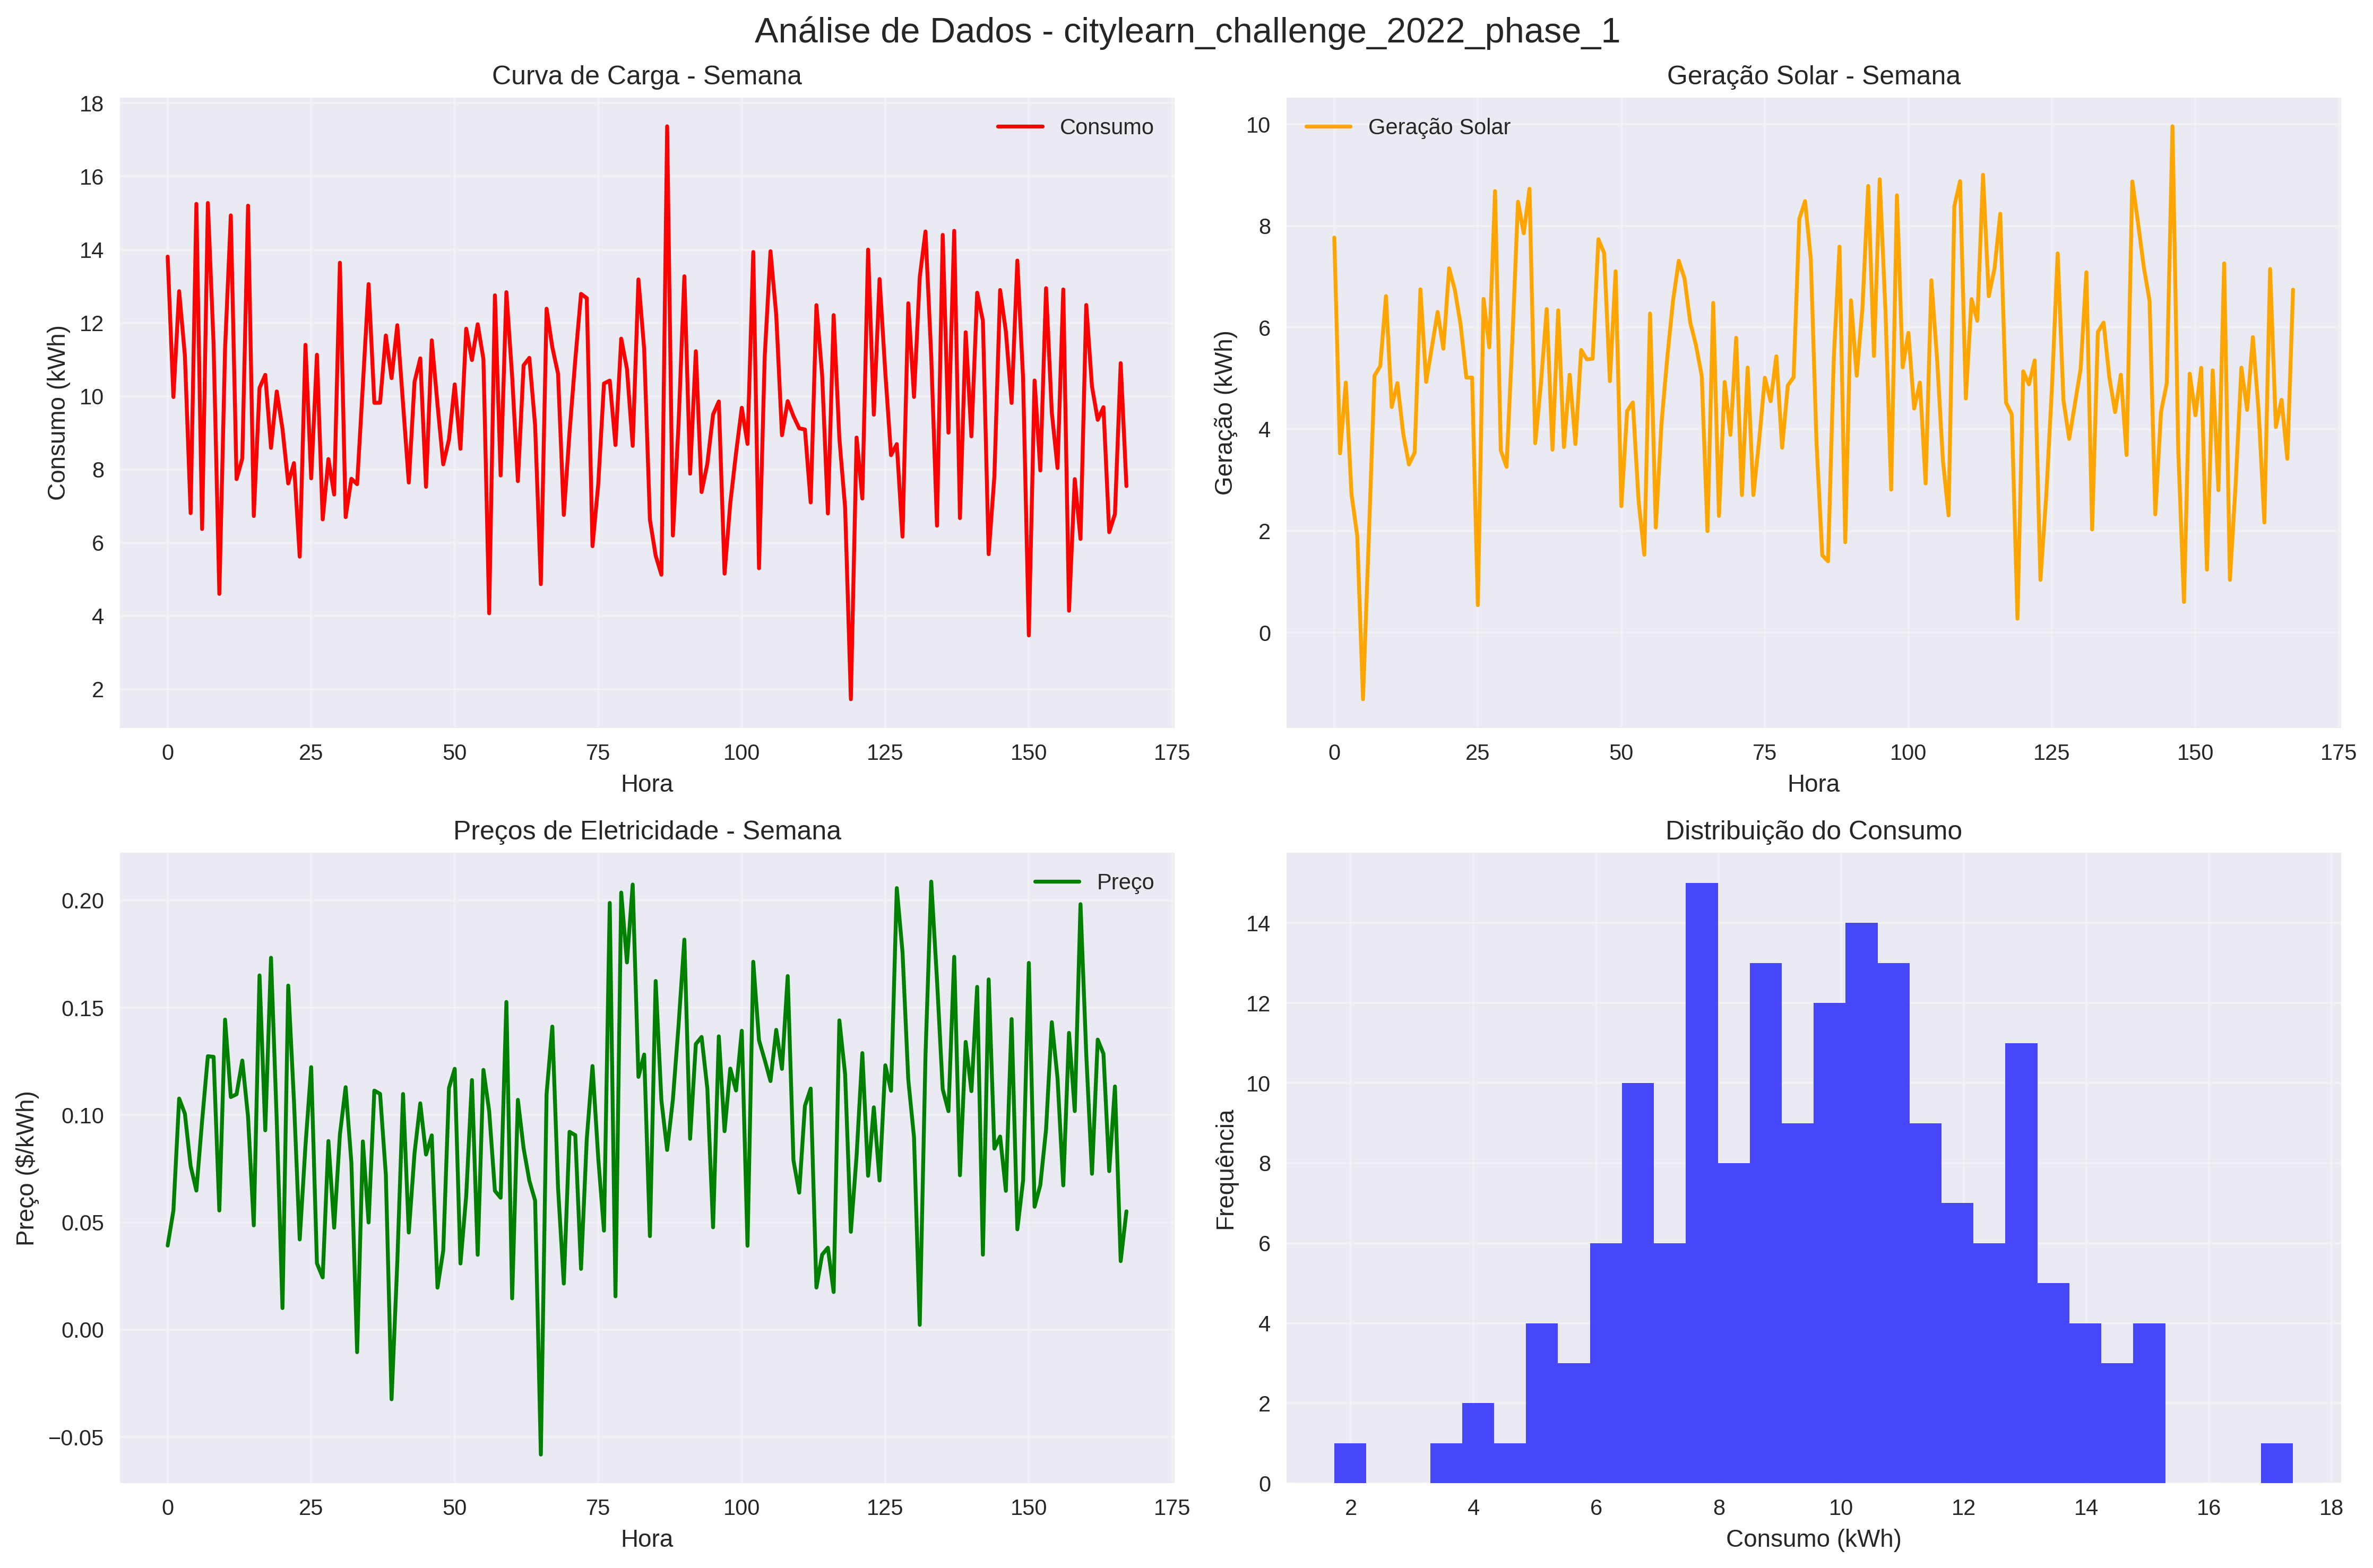 Análise de Dados - citylearn_challenge_2022_phase_1
Curva de Carga - Semana
Consumo (kWh)
18
16
14
12
10
8
6
4
2
Consumo
0 25 50 75 100 125 150 175
Hora
Geração Solar - Semana
Geração (kWh)
10
8
6
4
2
0
Geração Solar
0 25 50 75 100 125 150 175
Hora
Preços de Eletricidade - Semana
Preço ($/kWh)
0.20
0.15
0.10
0.05
0.00
−0.05
Preço
0 25 50 75 100 125 150 175
Hora
Distribuição do Consumo
Frequência
14
12
10
8
6
4
2
0
2 4 6 8 10 12 14 16 18
Consumo (kWh)